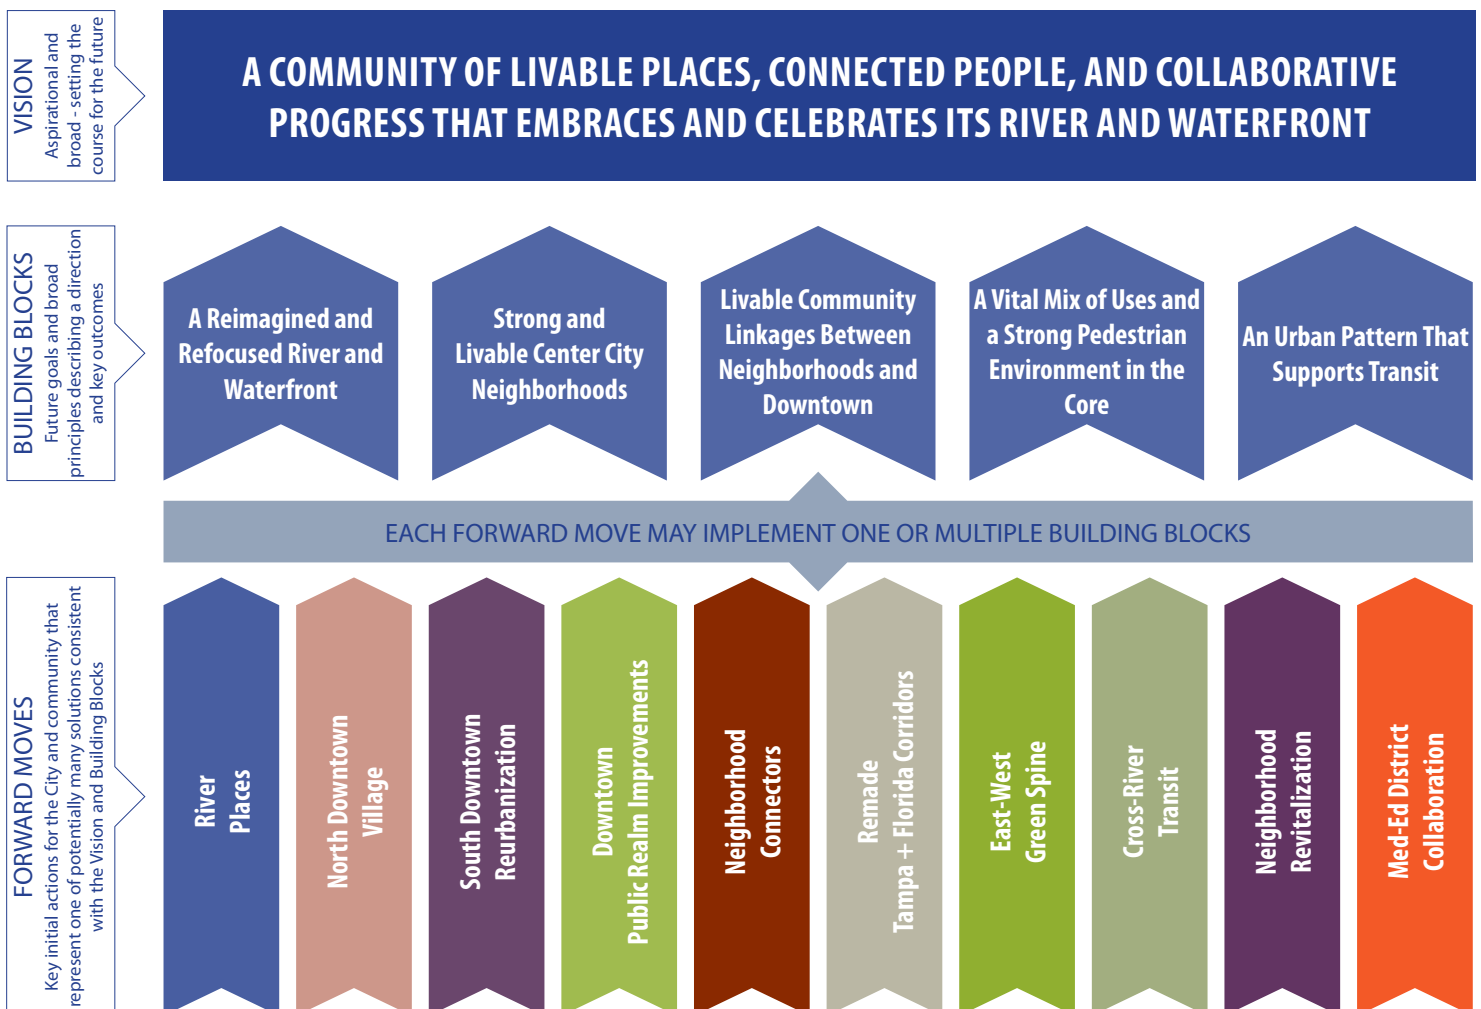 VISION
Aspirational and
broad - seting the
course for the future
A COMMUNITY OF LIVABLE PLACES, CONNECTED PEOPLE, AND COLLABORATIVE
PROGRESS THAT EMBRACES AND CELEBRATES ITS RIVER AND WATERFRONT
BUILDING BLOCKS
Future goals and broad
principles describing a direction
and key outcomes
A Reimagined and
Refocused River and
Waterfront
Strong and
Livable Center City
Neighborhoods
Livable Community
Linkages Between
Neighborhoods and
Downtown
A Vital Mix of Uses and
a Strong Pedestrian
Environment in the
Core
An Urban Pattern That
Supports Transit
EACH FORWARD MOVE MAY IMPLEMENT ONE OR MULTIPLE BUILDING BLOCKS
FORWARD MOVES
Key initial actions for the City and community that
represent one of potentially many solutions consistent
with the Vision and Building Blocks
River
Places
North Downtown
Village
South Downtown
Reurbanization
Downtown
Public Realm Improvements
Neighborhood
Connectors
Remade
Tampa + Florida Corridors
East-West
Green Spine
Cross-River
Transit
Neighborhood
Revitalization
Med-Ed District
Collaboration